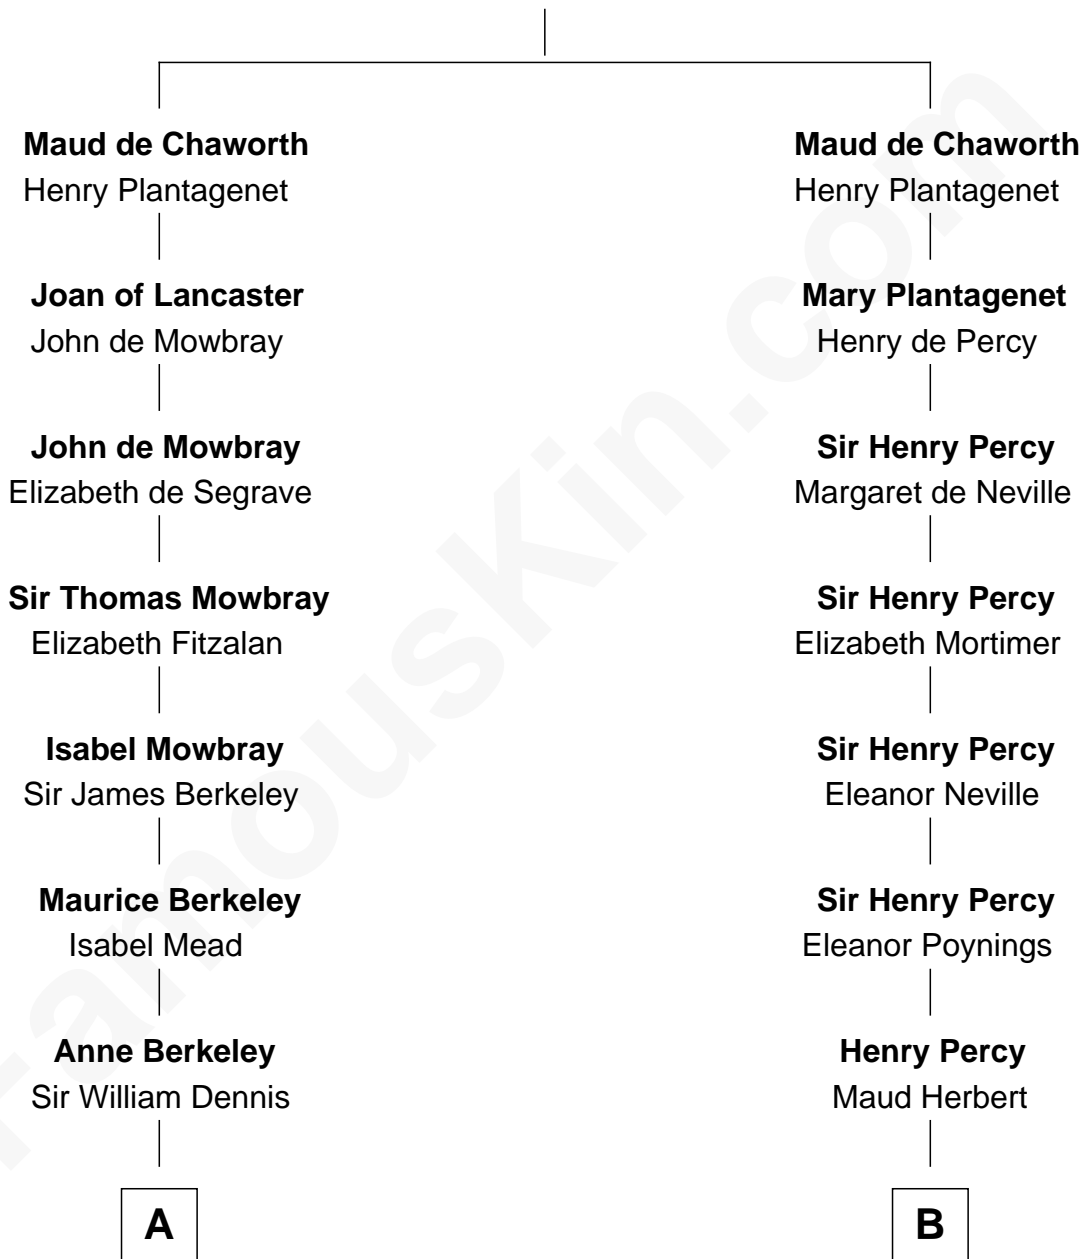 Maud de Chaworth
Henry Plantagenet
Joan of Lancaster
John de Mowbray
John de Mowbray
Elizabeth de Segrave
Sir Thomas Mowbray
Elizabeth Fitzalan
Isabel Mowbray
Sir James Berkeley
Maurice Berkeley
Isabel Mead
Anne Berkeley
Sir William Dennis
A
Maud de Chaworth
Henry Plantagenet
Mary Plantagenet
Henry de Percy
Sir Henry Percy
Margaret de Neville
Sir Henry Percy
Elizabeth Mortimer
Sir Henry Percy
Eleanor Neville
Sir Henry Percy
Eleanor Poynings
Henry Percy
Maud Herbert
B
FamousKin.com